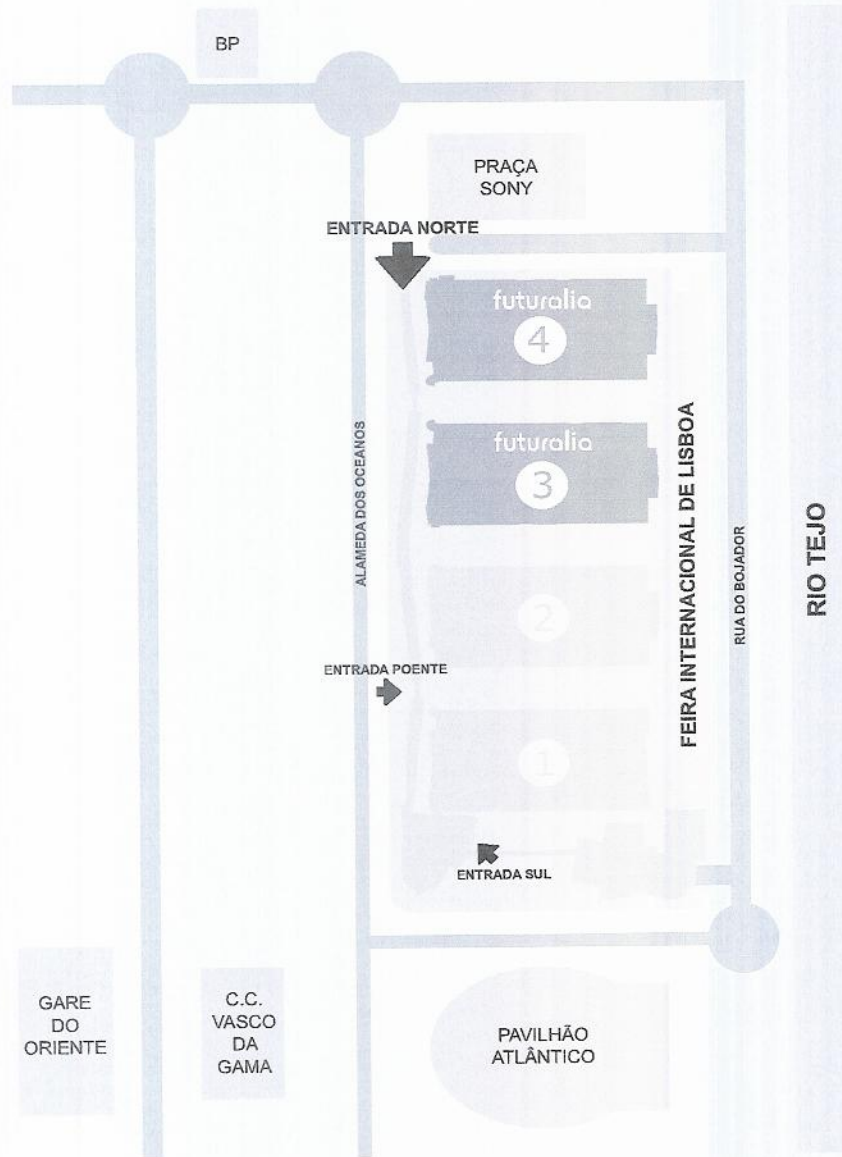 BP
PRAÇA
SONY
ENTRADA NORTE
futuralia
4
futuralia
3
ALAMEDA DOS OCEANOS
FEIRA INTERNACIONAL DE LISBOA
RUA DO BOJADOR
RIO TEJO
2
ENTRADA POENTE
1
ENTRADA SUL
GARE
DO
ORIENTE
C.C.
VASCO
DA
GAMA
PAVILHÃO
ATLÂNTICO